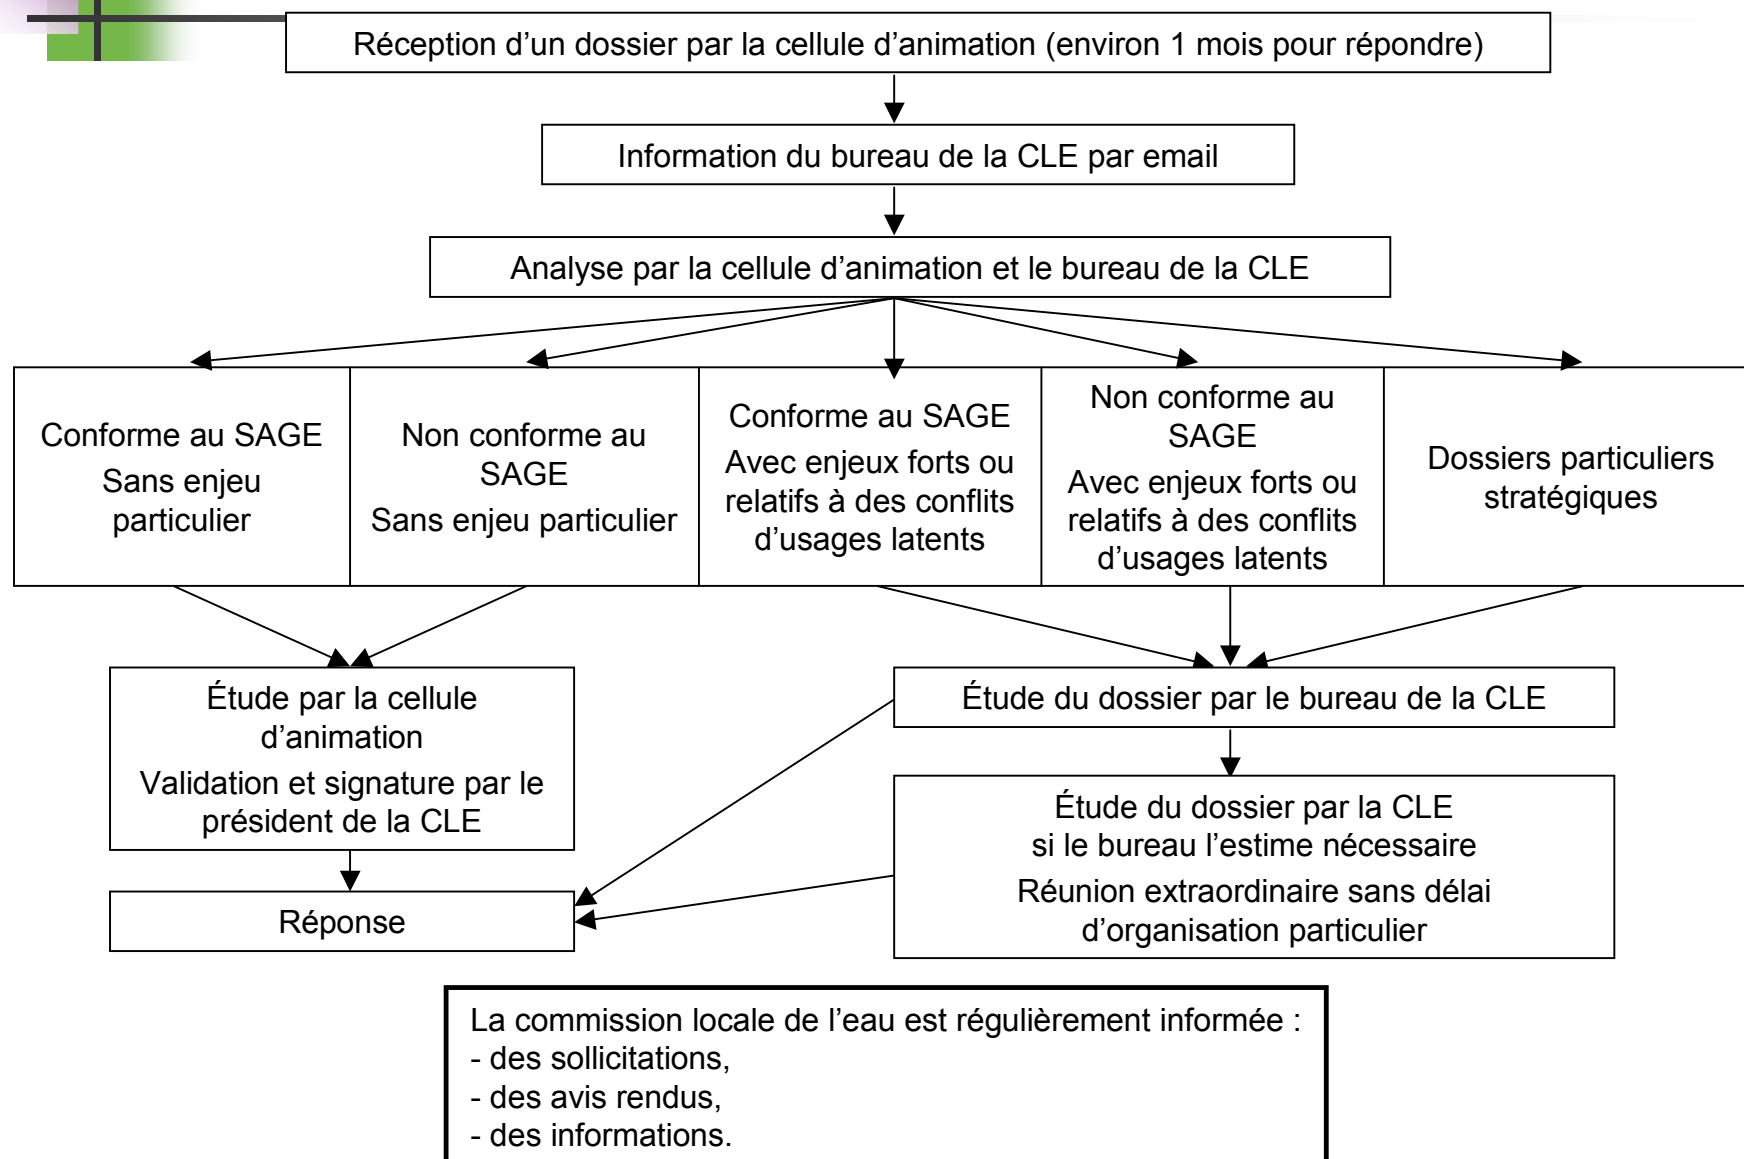 Réception d’un dossier par la cellule d’animation (environ 1 mois pour répondre)
Information du bureau de la CLE par email
Analyse par la cellule d’animation et le bureau de la CLE
Conforme au SAGE
Sans enjeu
particulier
Non conforme au
SAGE
Sans enjeu particulier
Conforme au SAGE
Avec enjeux forts ou
relatifs à des conflits
d’usages latents
Non conforme au
SAGE
Avec enjeux forts ou
relatifs à des conflits
d’usages latents
Dossiers particuliers
stratégiques
Étude par la cellule
d’animation
Validation et signature par le
président de la CLE
Étude du dossier par le bureau de la CLE
Étude du dossier par la CLE
si le bureau l’estime nécessaire
Réunion extraordinaire sans délai
d’organisation particulier
Réponse
La commission locale de l’eau est régulièrement informée :
- des sollicitations,
- des avis rendus,
- des informations.